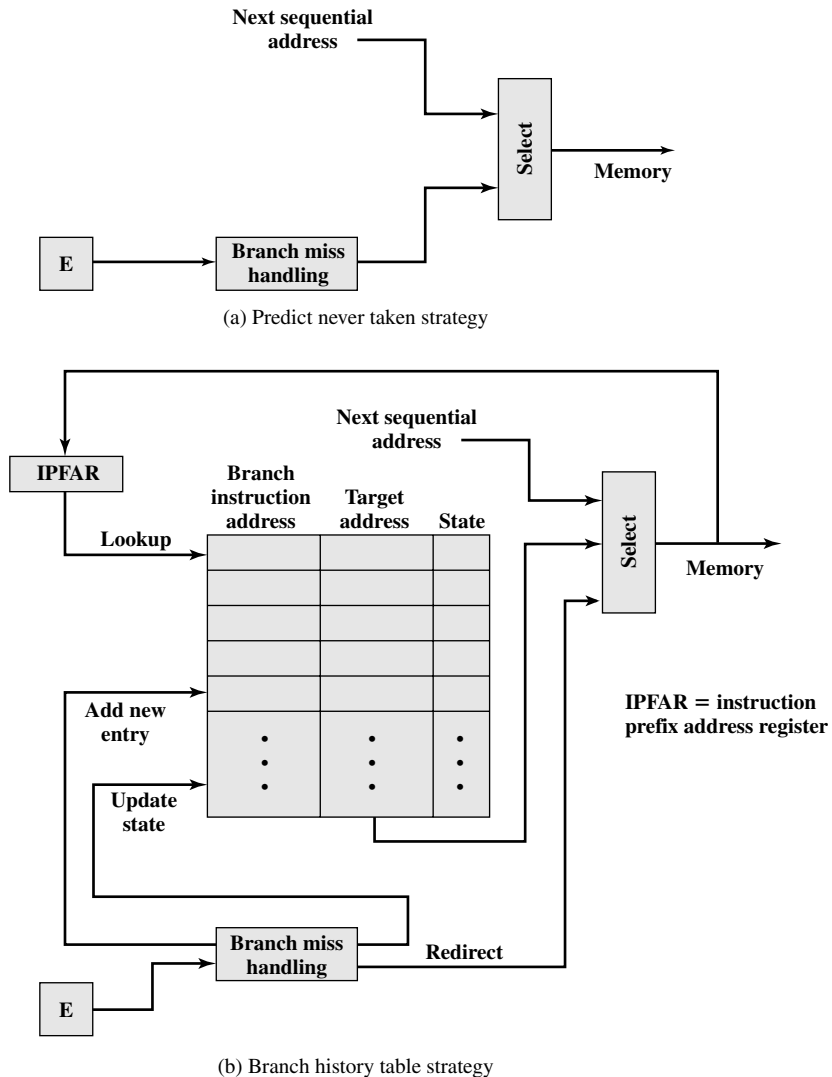 Next sequential
address
Select
Memory
E
Branch miss
handling
(a) Predict never taken strategy
Next sequential
address
IPFAR
Branch
instruction
address
Target
address
State
Lookup
Select
Memory
Add new
entry
IPFAR = instruction
prefix address register
Update
state
Branch miss
handling
Redirect
E
(b) Branch history table strategy